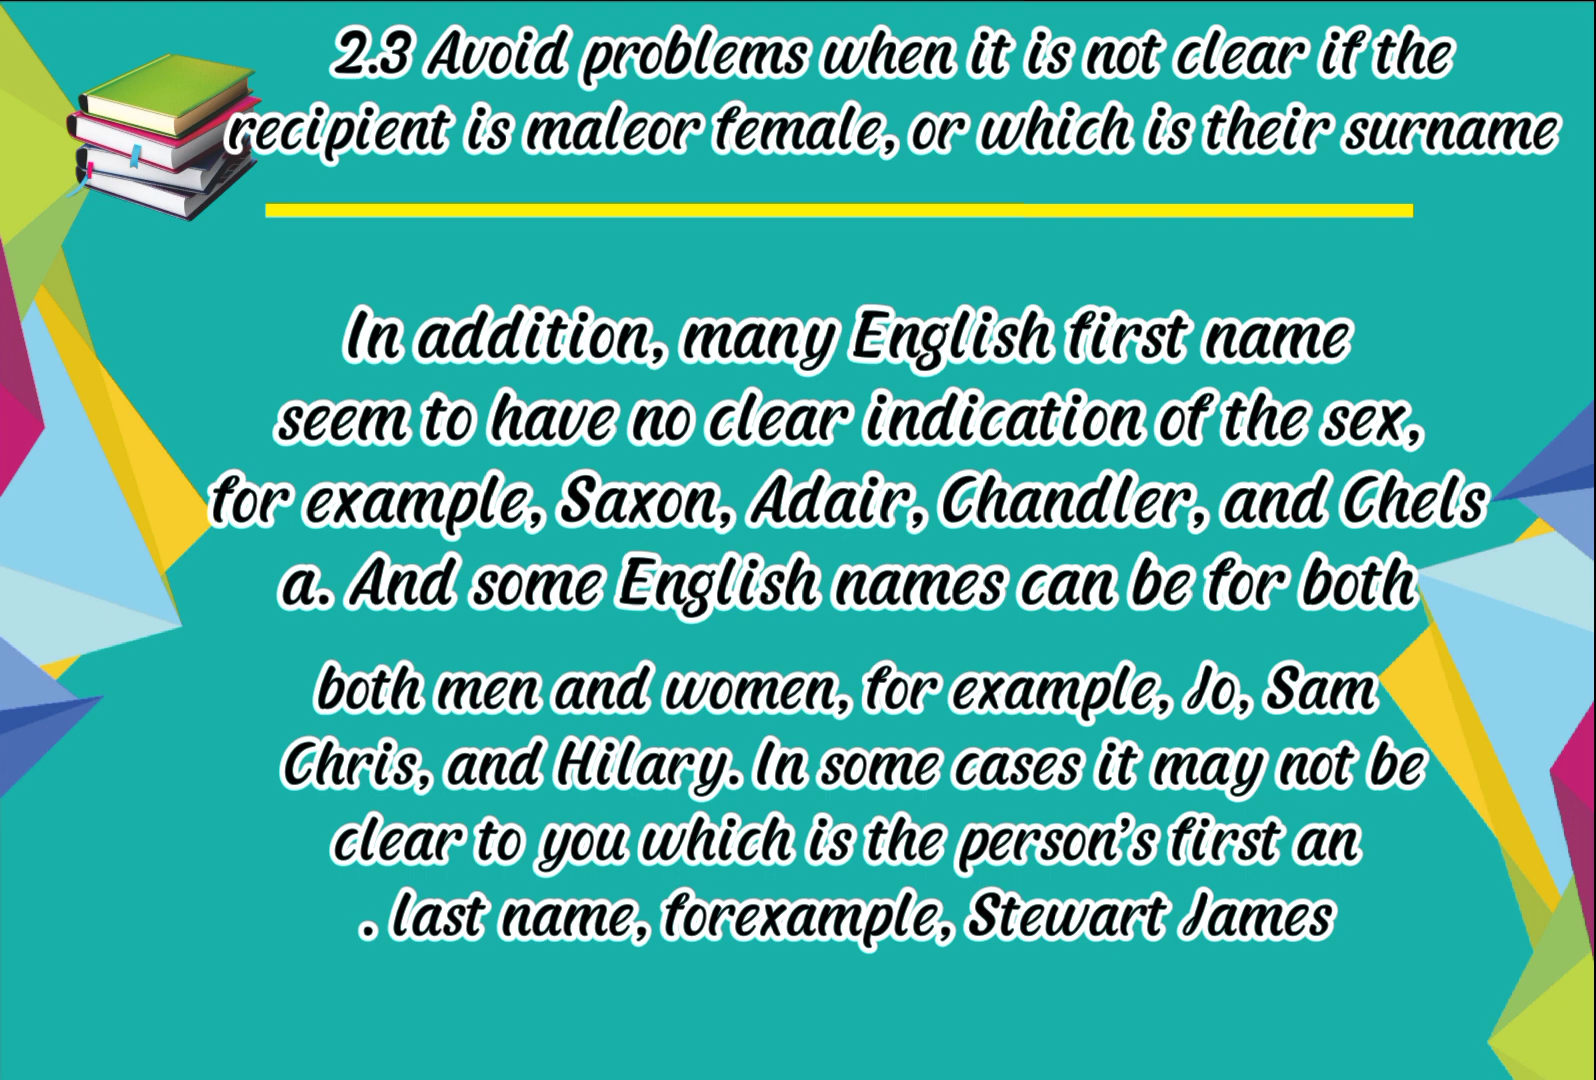 2.3 Avoid problems when it is not clear if the
recipient is maleor female, or which is their surname
In addition, many English first name
seem to have no clear indication of the sex,
for example, Saxon, Adair, Chandler, and Chels
a. And some English names can be for both
both men and women, for example, Jo, Sam
Chris, and Hilary. In some cases it may not be
clear to you which is the person's first an
. last name, forexample, Stewart James